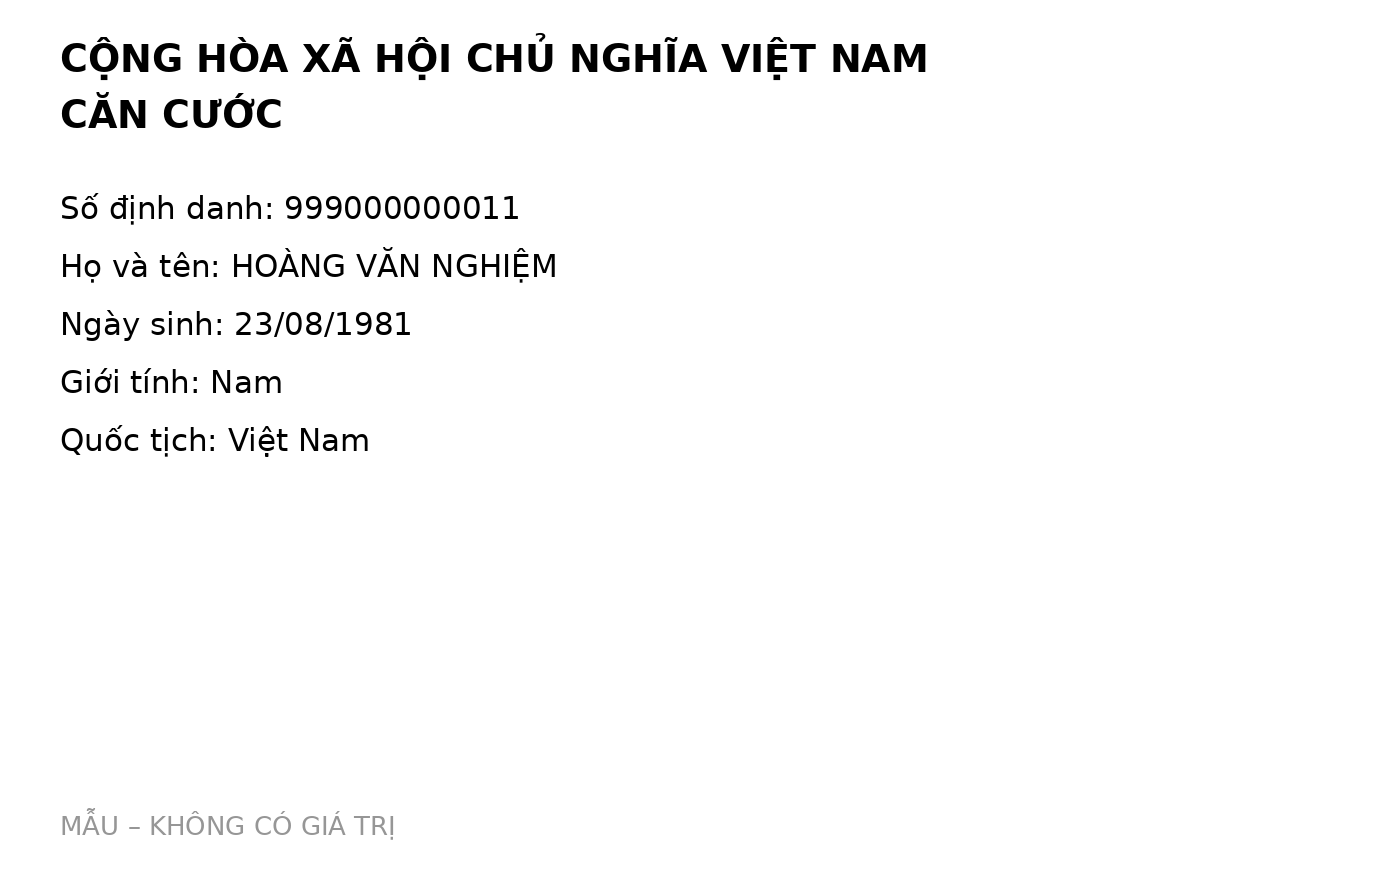 CỘNG HÒA XÃ HỘI CHỦ NGHĨA VIỆT NAM
CĂN CƯỚC
Số định danh: 999000000011
Họ và tên: HOÀNG VĂN NGHIỆM
Ngày sinh: 23/08/1981
Giới tính: Nam
Quốc tịch: Việt Nam
MẪU – KHÔNG CÓ GIÁ TRỊ